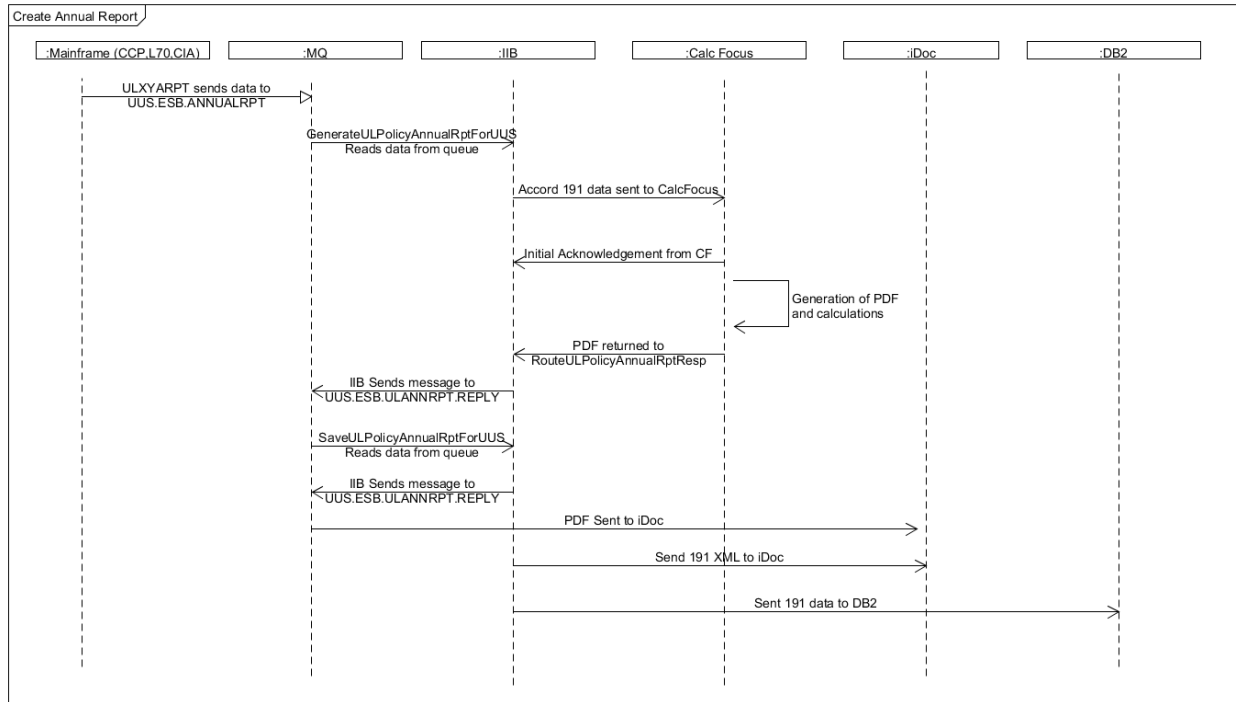 Create Annual Report
:Mainframe (CCP,L70,CIA)
:MQ
:IIB
:Calc Focus
:iDoc
:DB2
ULXYARPT sends data to
UUS.ESB.ANNUALRPT
GenerateULPolicyAnnualRptForUUS
Reads data from queue
Accord 191 data sent to CalcFocus
Initial Acknowledgement from CF
Generation of PDF
and calculations
PDF returned to
RouteULPolicyAnnualRptResp
IIB Sends message to
UUS.ESB.ULANNRPT.REPLY
SaveULPolicyAnnualRptForUUS
Reads data from queue
IIB Sends message to
UUS.ESB.ULANNRPT.REPLY
PDF Sent to iDoc
Send 191 XML to iDoc
Sent 191 data to DB2